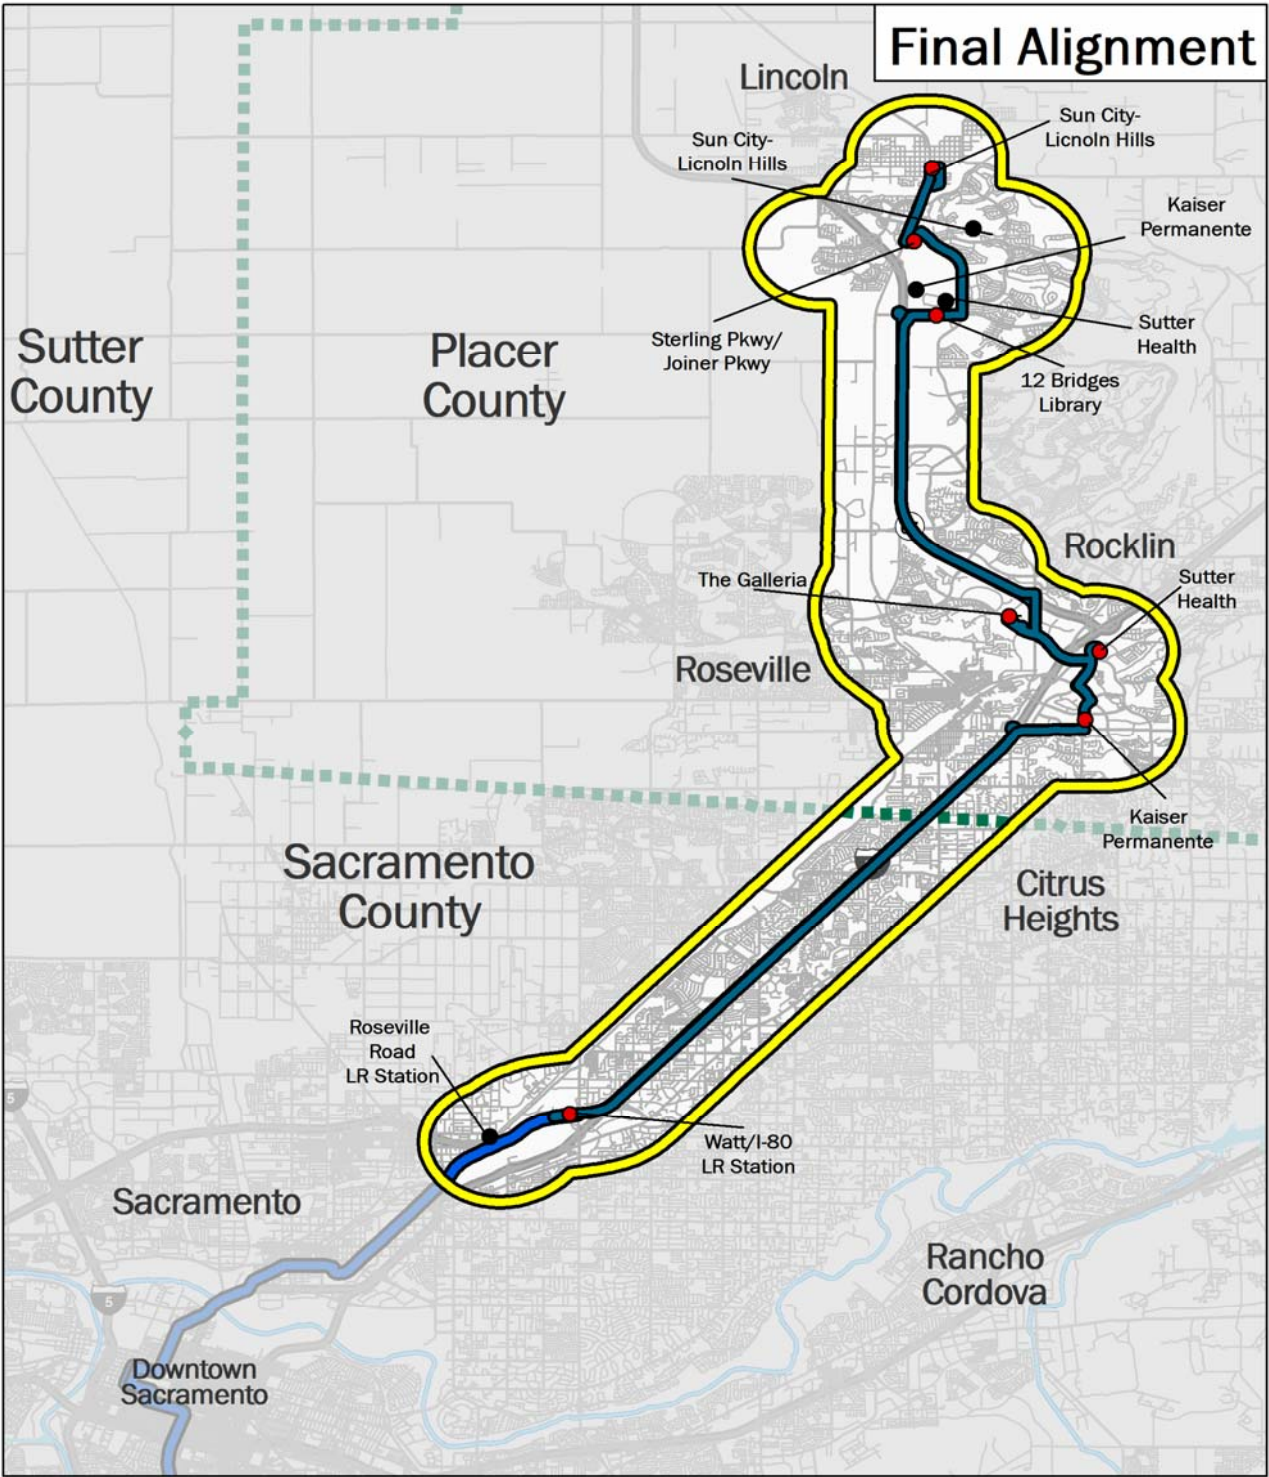 Final Alignment
Lincoln
Sun City-
Licnoln Hills
Sun City-
Licnoln Hills
Kaiser
Permanente
Sterling Pkwy/
Joiner Pkwy
Sutter
Health
12 Bridges
Library
Sutter
County
Placer
County
Rocklin
The Galleria
Sutter
Health
Roseville
Kaiser
Permanente
Sacramento
County
Citrus
Heights
Roseville
Road
LR Station
5
Watt/I-80
LR Station
Sacramento
Rancho
Cordova
5
Downtown
Sacramento